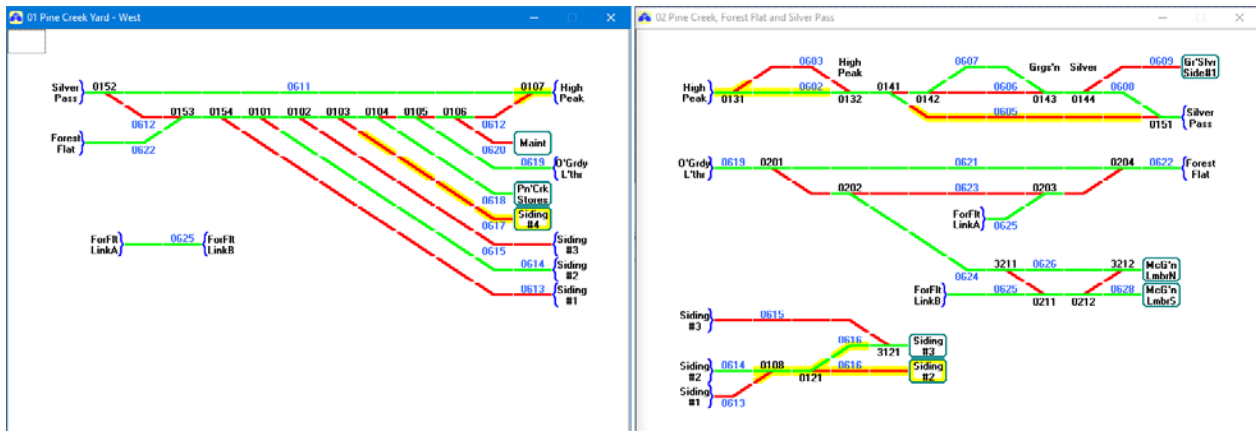 01 Pine Creek Yard - West
Silver Pass
0152
0611
0107
High Peak
0612
0153
0154
0101
0102
0103
0104
0105
0106
0612
Forest Flat
0622
0620
Maint
0619
O'Grdy L'thr
0618
Pn'Crk Stores
0617
Siding #4
ForFlt LinkA
0625
ForFlt LinkB
0615
Siding #3
0614
Siding #2
0613
Siding #1
02 Pine Creek, Forest Flat and Silver Pass
0603
High Peak
0607
Grgs'n Silver
0609
Gr'Slvr Side#1
High Peak
0602
0141
0606
0608
0131
0132
0142
0143
0144
0605
0151
Silver Pass
O'Grdy L'thr
0619
0201
0621
0204
0622
Forest Flat
0202
0623
0203
ForFlt LinkA
0625
3211
0626
3212
McG'n LmbrN
0624
ForFlt LinkB
0625
0211
0212
0628
McG'n LmbrS
Siding #3
0615
0616
3121
Siding #3
Siding #2
0614
0108
0121
0616
Siding #2
Siding #1
0613